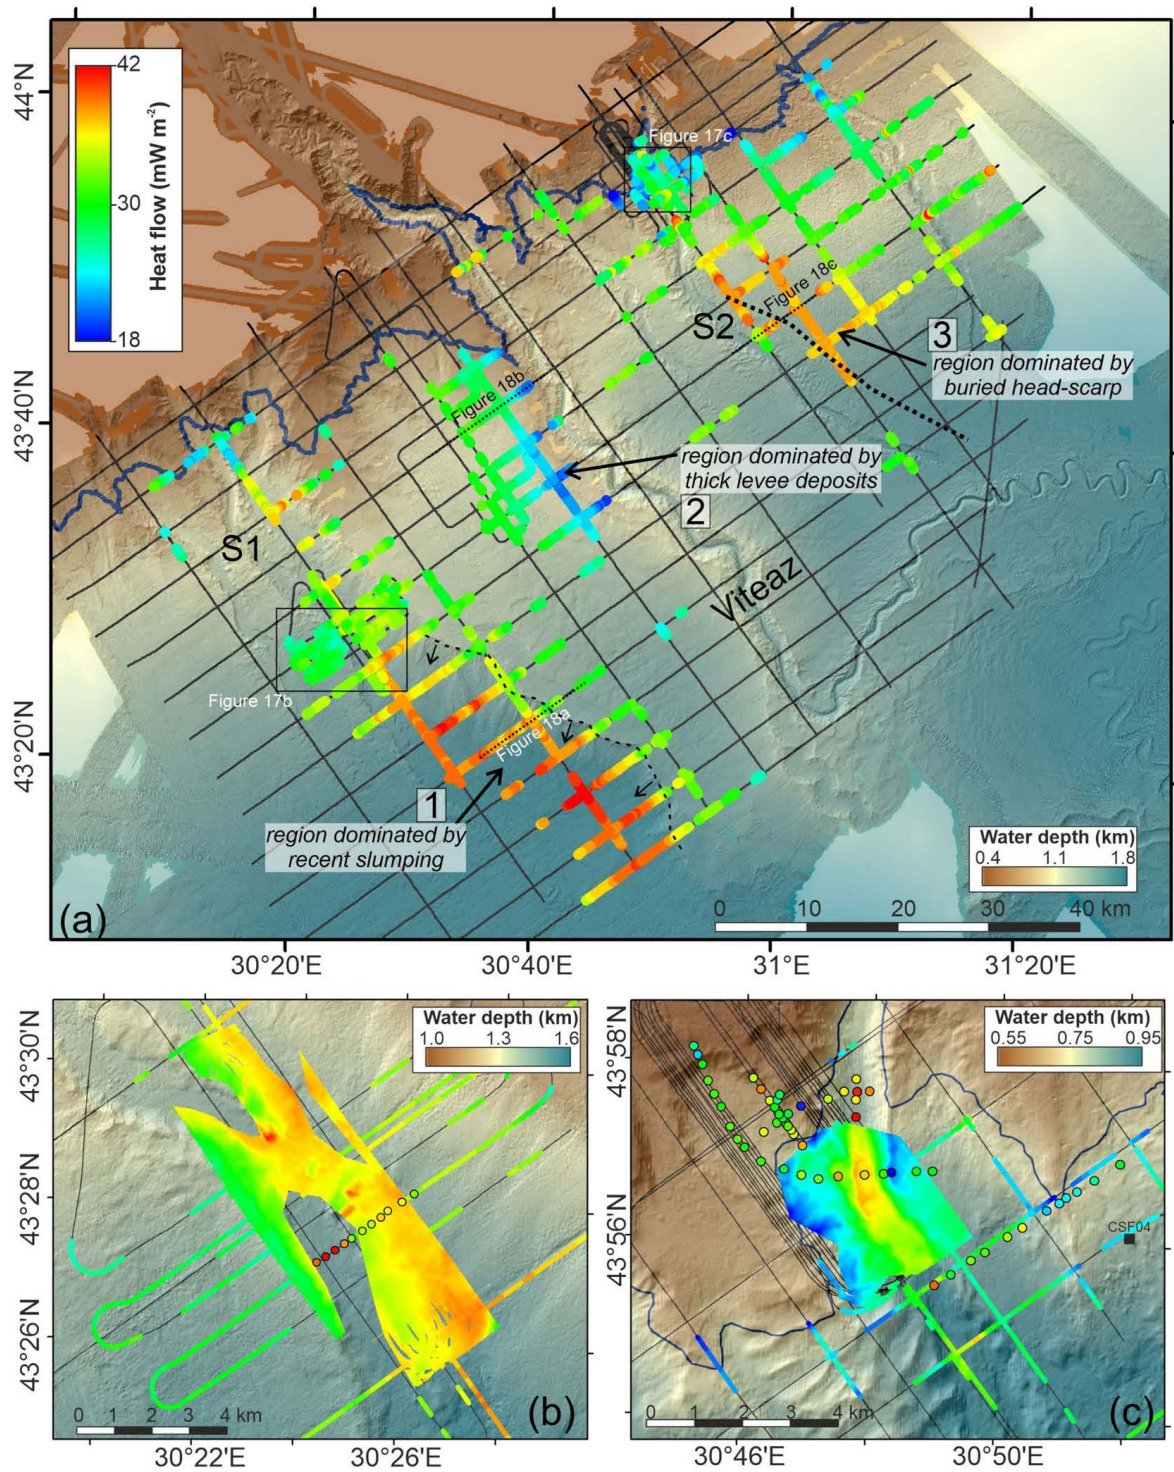 44°N
43°40'N
43°20'N
Heat flow (mW m-2)
42
30
18
Figure 17c
Figure 18c
S2
3
region dominated by
buried head-scarp
Figure 18b
region dominated by
thick levee deposits
2
S1
Viteaz
Figure 17b
Figure 18a
1
region dominated by
recent slumping
Water depth (km)
0.4 1.1 1.8
0 10 20 30 40 km
(a)
30°20'E 30°40'E 31°E 31°20'E
43°30'N
43°28'N
43°26'N
Water depth (km)
1.0 1.3 1.6
0 1 2 3 4 km
(b)
30°22'E 30°26'E
43°58'N
43°56'N
Water depth (km)
0.55 0.75 0.95
CSF04
0 1 2 3 4 km
(c)
30°46'E 30°50'E